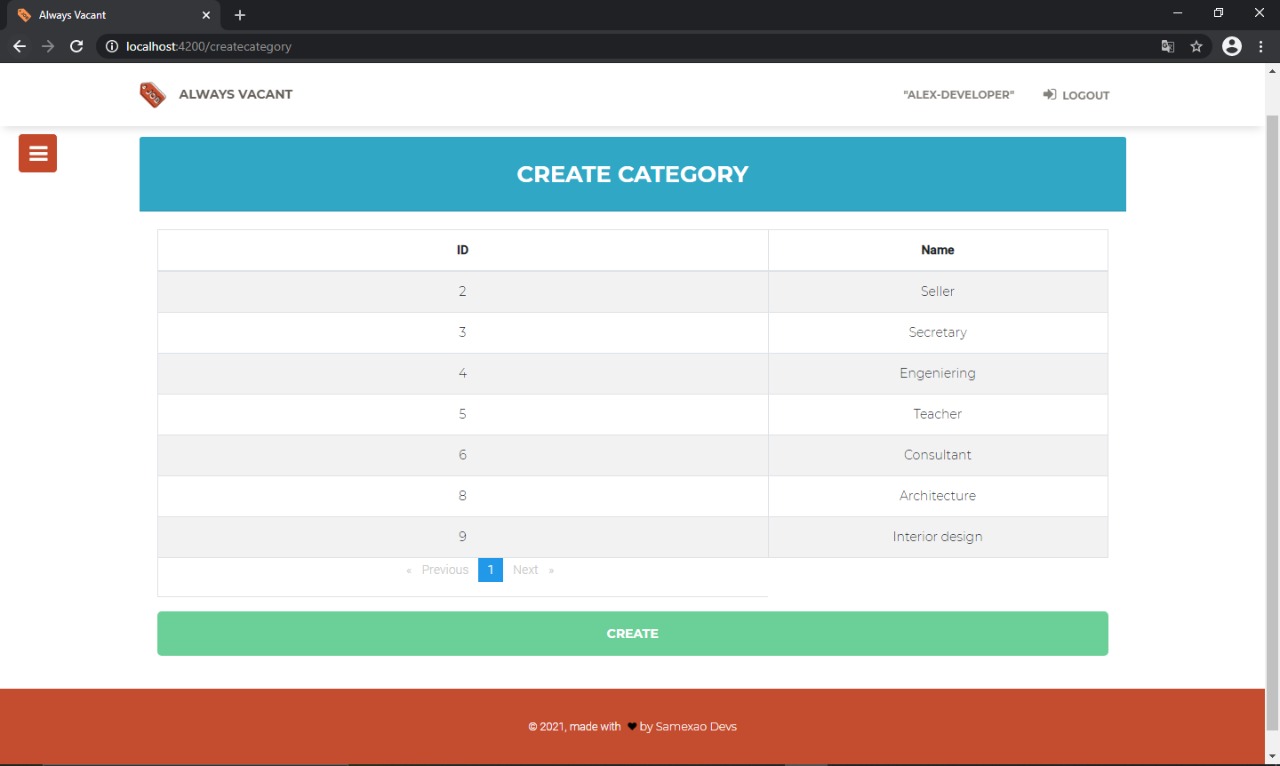 Always Vacant
localhost:4200/createcategory
JOB
ALWAYS VACANT
"ALEX-DEVELOPER"
LOGOUT
CREATE CATEGORY
ID Name
2 Seller
3 Secretary
4 Engeniering
5 Teacher
6 Consultant
8 Architecture
9 Interior design
« Previous 1 Next »
CREATE
© 2021, made with ♥ by Samexao Devs